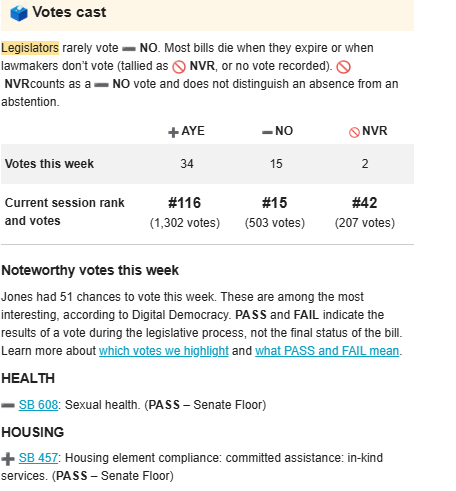 Votes cast
Legislators rarely vote ➖ NO. Most bills die when they expire or when
lawmakers don't vote (tallied as 🚫 NVR, or no vote recorded). 🚫
NVRcounts as a ➖ NO vote and does not distinguish an absence from an
abstention.
➕ AYE ➖ NO 🚫 NVR
Votes this week 34 15 2
Current session rank #116 #15 #42
and votes (1,302 votes) (503 votes) (207 votes)
Noteworthy votes this week
Jones had 51 chances to vote this week. These are among the most
interesting, according to Digital Democracy. PASS and FAIL indicate the
results of a vote during the legislative process, not the final status of the bill.
Learn more about which votes we highlight and what PASS and FAIL mean.
HEALTH
➖ SB 608: Sexual health. (PASS – Senate Floor)
HOUSING
➕ SB 457: Housing element compliance: committed assistance: in-kind
services. (PASS – Senate Floor)